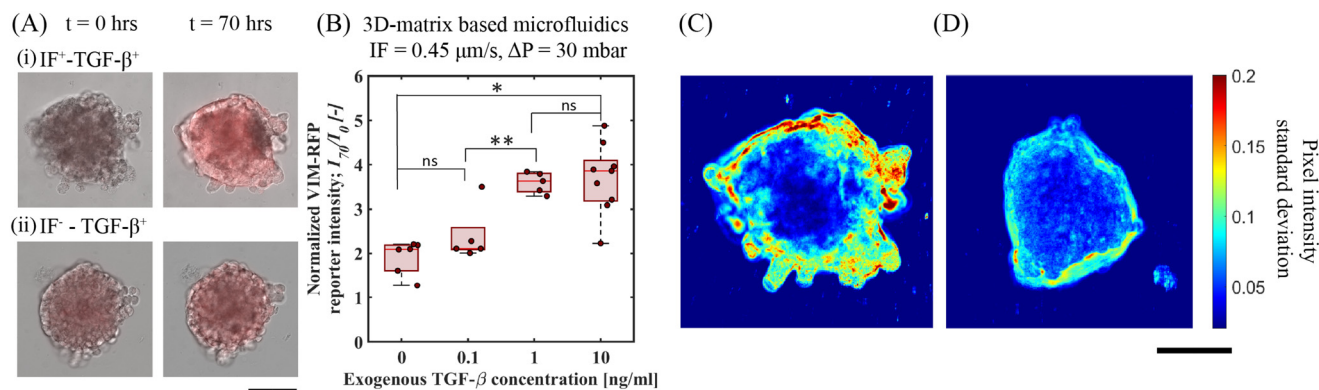 (A) t = 0 hrs t = 70 hrs
(i) IF⁺-TGF-β⁺
(ii) IF⁻ - TGF-β⁺
(B) 3D-matrix based microfluidics
IF = 0.45 μm/s, ΔP = 30 mbar
Normalized VIM-RFP
reporter intensity; I₇₀/I₀ [-]
6
5
4
3
2
1
0
*
ns
**
ns
0 0.1 1 10
Exogenous TGF-β concentration [ng/ml]
(C)
(D)
0.2
0.15
0.1
0.05
Pixel intensity
standard deviation